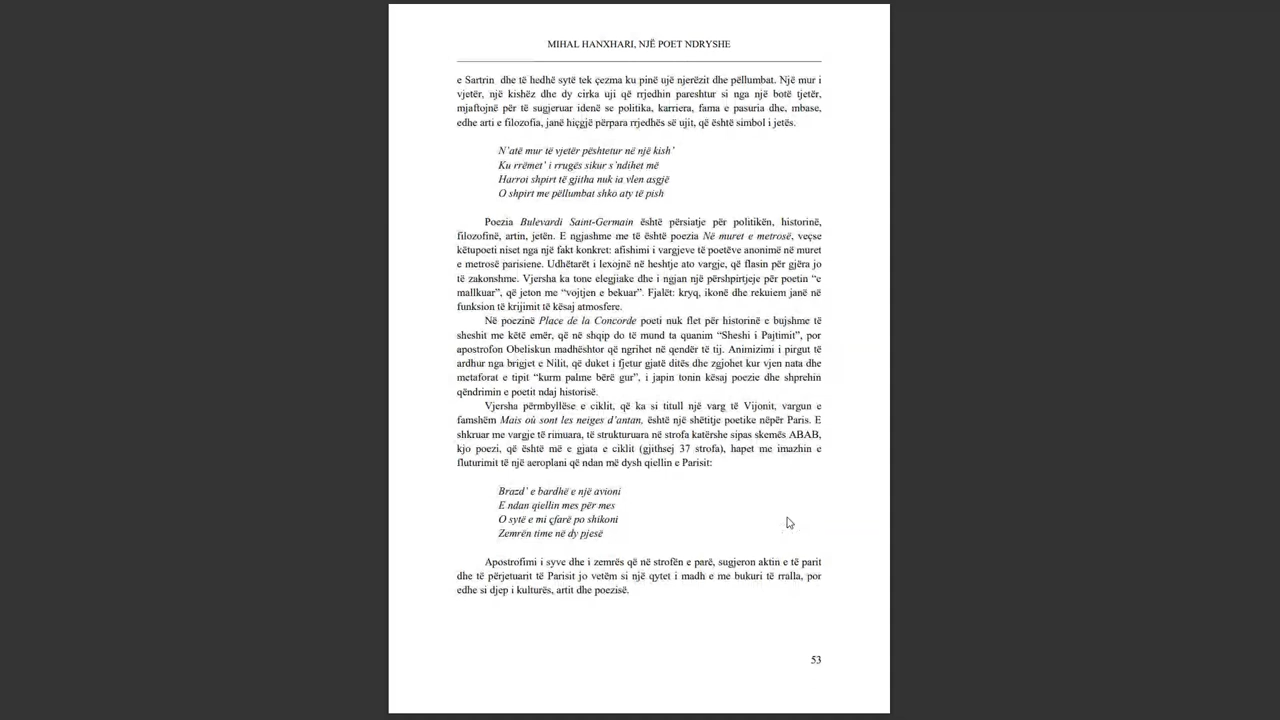 MIHAL HANXHARI, NJË POET NDRYSHE
e Sartrin dhe të hedhë sytë tek çezma ku pinë ujë njerëzit dhe pëllumbat. Një mur i
vjetër, një kishëz dhe dy cirka uji që rrjedhin pareshtur si nga një botë tjetër,
mjaftojnë për të sugjeruar idenë se politika, karriera, fama e pasuria dhe, mbase,
edhe arti e filozofia, janë hiçgjë përpara rrjedhës së ujit, që është simbol i jetës.
N'atë mur të vjetër pështetur në një kish'
Ku rrëmet' i rrugës sikur s'ndihet më
Harroi shpirt të gjitha nuk ia vlen asgjë
O shpirt me pëllumbat shko aty të pish
Poezia Bulevardi Saint-Germain është përsiatje për politikën, historinë,
filozofinë, artin, jetën. E ngjashme me të është poezia Në muret e metrosë, veçse
këtupoeti niset nga një fakt konkret: afishimi i vargjeve të poetëve anonimë në muret
e metrosë parisiene. Udhëtarët i lexojnë në heshtje ato vargje, që flasin për gjëra jo
të zakonshme. Vjersha ka tone elegjiake dhe i ngjan një përshpirtjeje për poetin “e
mallkuar”, që jeton me “vojtjen e bekuar”. Fjalët: kryq, ikonë dhe rekuiem janë në
funksion të krijimit të kësaj atmosfere.
Në poezinë Place de la Concorde poeti nuk flet për historinë e bujshme të
sheshit me këtë emër, që në shqip do të mund ta quanim “Sheshi i Pajtimit”, por
apostrofon Obeliskun madhështor që ngrihet në qendër të tij. Animizimi i pirgut të
ardhur nga brigjet e Nilit, që duket i fjetur gjatë ditës dhe zgjohet kur vjen nata dhe
metaforat e tipit “kurm palme bërë gur”, i japin tonin kësaj poezie dhe shprehin
qëndrimin e poetit ndaj historisë.
Vjersha përmbyllëse e ciklit, që ka si titull një varg të Vijonit, vargun e
famshëm Mais où sont les neiges d'antan, është një shëtitje poetike nëpër Paris. E
shkruar me vargje të rimuara, të strukturuara në strofa katërshe sipas skemës ABAB,
kjo poezi, që është më e gjata e ciklit (gjithsej 37 strofa), hapet me imazhin e
fluturimit të një aeroplani që ndan më dysh qiellin e Parisit:
Brazd' e bardhë e një avioni
E ndan qiellin mes për mes
O sytë e mi çfarë po shikoni
Zemrën time në dy pjesë
Apostrofimi i syve dhe i zemrës që në strofën e parë, sugjeron aktin e të parit
dhe të përjetuarit të Parisit jo vetëm si një qytet i madh e me bukuri të rralla, por
edhe si djep i kulturës, artit dhe poezisë.
53